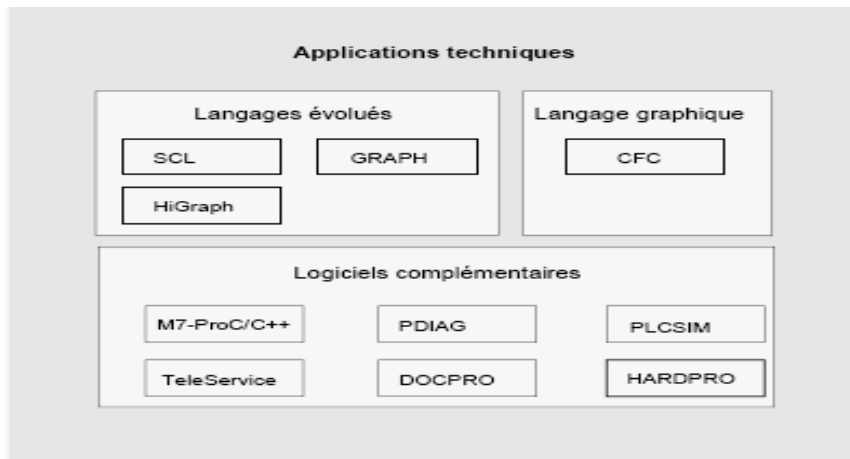 Applications techniques
Langages évolués
SCL
GRAPH
HiGraph
Langage graphique
CFC
Logiciels complémentaires
M7-ProC/C++
PDIAG
PLCSIM
TeleService
DOCPRO
HARDPRO